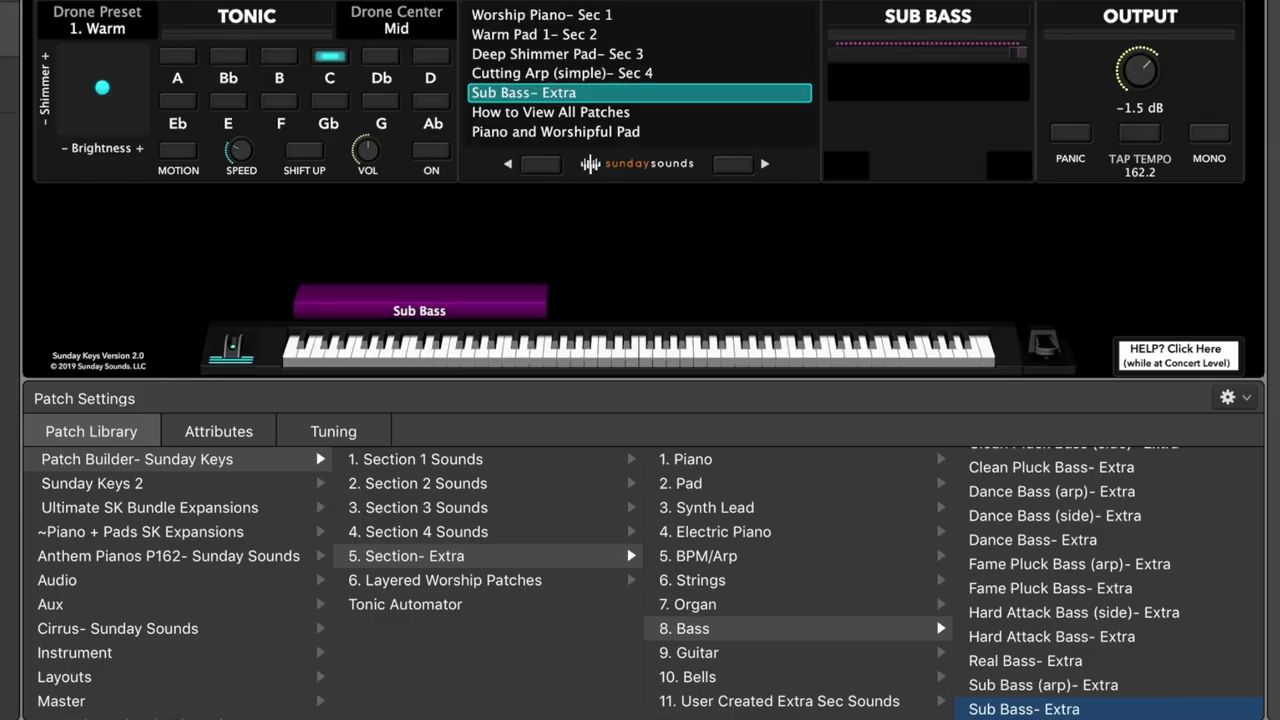 Drone Preset
1. Warm
TONIC
Drone Center
Mid
- Shimmer +
A Bb B C Db D
Eb E F Gb G Ab
- Brightness +
MOTION SPEED SHIFT UP VOL ON
Worship Piano- Sec 1
Warm Pad 1- Sec 2
Deep Shimmer Pad- Sec 3
Cutting Arp (simple)- Sec 4
Sub Bass- Extra
How to View All Patches
Piano and Worshipful Pad
sundaysounds
SUB BASS
OUTPUT
-1.5 dB
PANIC TAP TEMPO MONO
162.2
Sub Bass
Sunday Keys Version 2.0
© 2019 Sunday Sounds. LLC
HELP? Click Here
(while at Concert Level)
Patch Settings
Patch Library Attributes Tuning
Patch Builder- Sunday Keys
Sunday Keys 2
Ultimate SK Bundle Expansions
~Piano + Pads SK Expansions
Anthem Pianos P162- Sunday Sounds
Audio
Aux
Cirrus- Sunday Sounds
Instrument
Layouts
Master
1. Section 1 Sounds
2. Section 2 Sounds
3. Section 3 Sounds
4. Section 4 Sounds
5. Section- Extra
6. Layered Worship Patches
Tonic Automator
1. Piano
2. Pad
3. Synth Lead
4. Electric Piano
5. BPM/Arp
6. Strings
7. Organ
8. Bass
9. Guitar
10. Bells
11. User Created Extra Sec Sounds
Clean Pluck Bass (side)- Extra
Clean Pluck Bass- Extra
Dance Bass (arp)- Extra
Dance Bass (side)- Extra
Dance Bass- Extra
Fame Pluck Bass (arp)- Extra
Fame Pluck Bass- Extra
Hard Attack Bass (side)- Extra
Hard Attack Bass- Extra
Real Bass- Extra
Sub Bass (arp)- Extra
Sub Bass- Extra